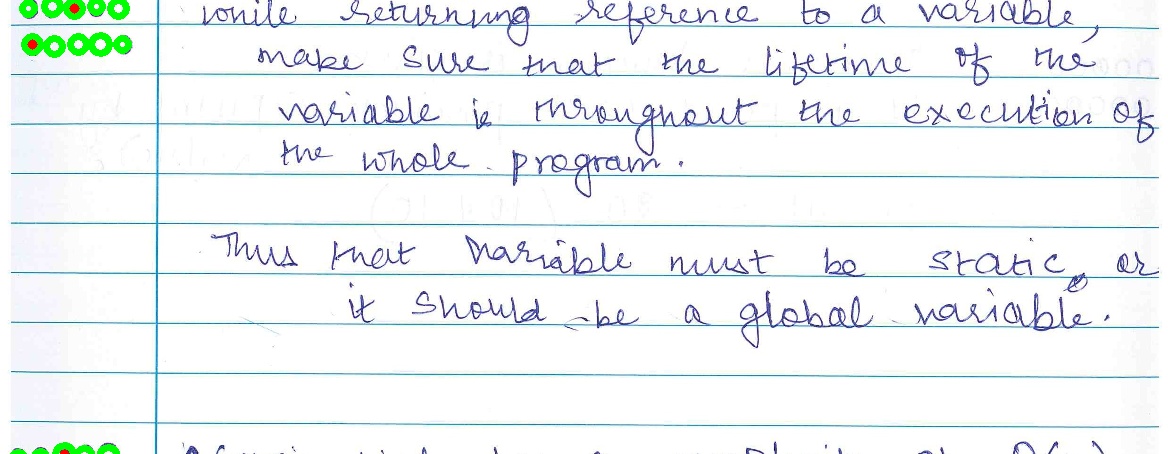 while returning reference to a variable,
make sure that the lifetime of the
variable is throughout the execution of
the whole program.
Thus that variable must be static or
it should be a global variable.